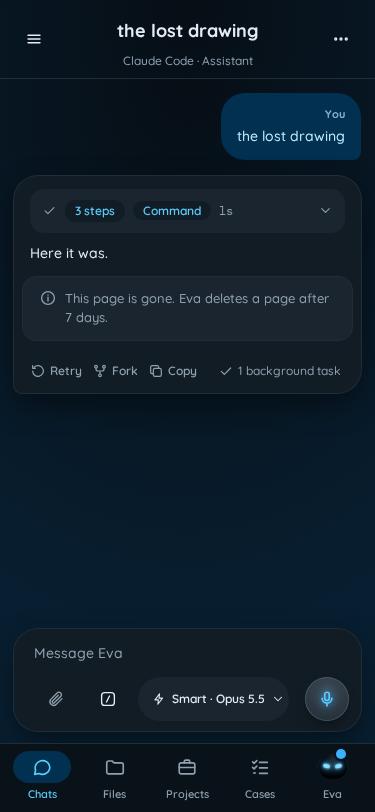 the lost drawing
Claude Code · Assistant
You
the lost drawing
3 steps Command 1s
Here it was.
This page is gone. Eva deletes a page after
7 days.
Retry Fork Copy 1 background task
Message Eva
Smart · Opus 5.5
Chats Files Projects Cases Eva